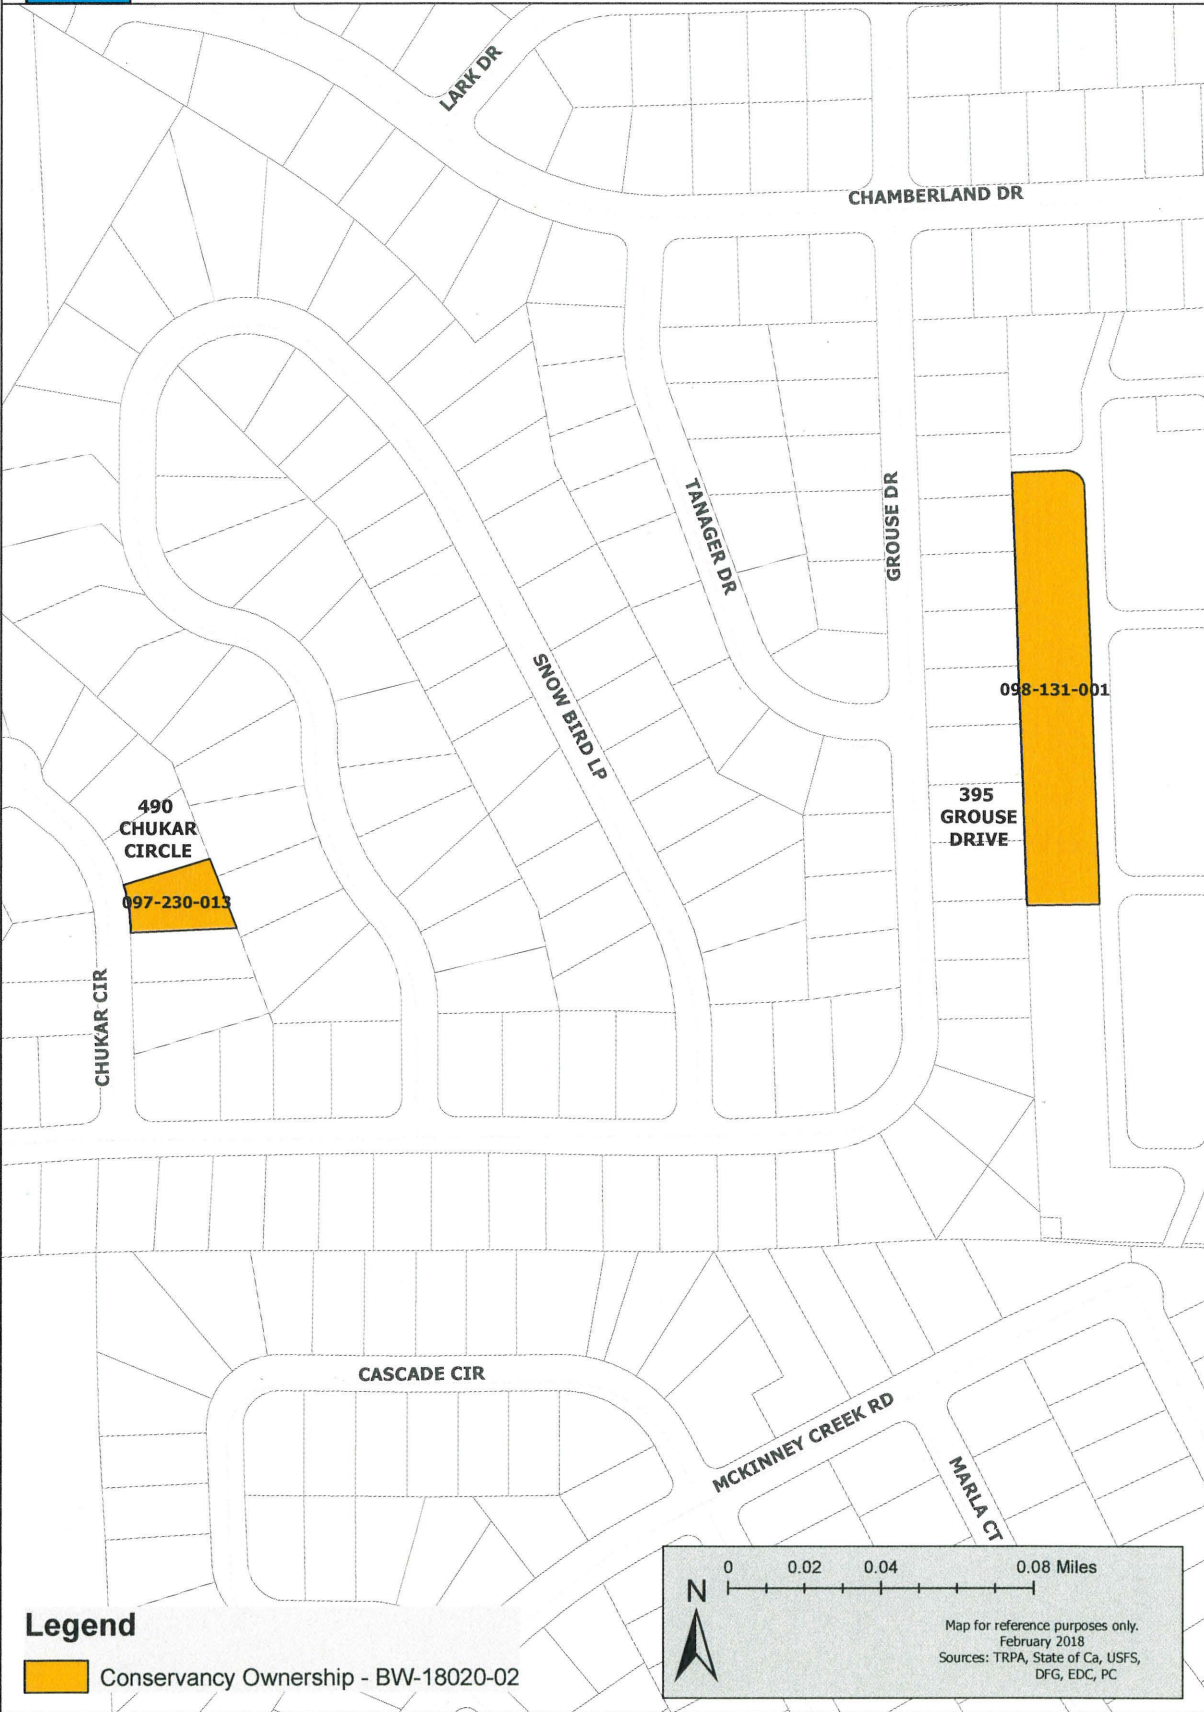 LARK DR
CHAMBERLAND DR
TANAGER DR
GROUSE DR
SNOW BIRD LP
098-131-001
490
CHUKAR
CIRCLE
395
GROUSE
DRIVE
097-230-013
CHUKAR CIR
CASCADE CIR
MCKINNEY CREEK RD
MARLA CT
0 0.02 0.04 0.08 Miles
N
Map for reference purposes only.
February 2018
Sources: TRPA, State of Ca, USFS,
DFG, EDC, PC
Legend
Conservancy Ownership - BW-18020-02